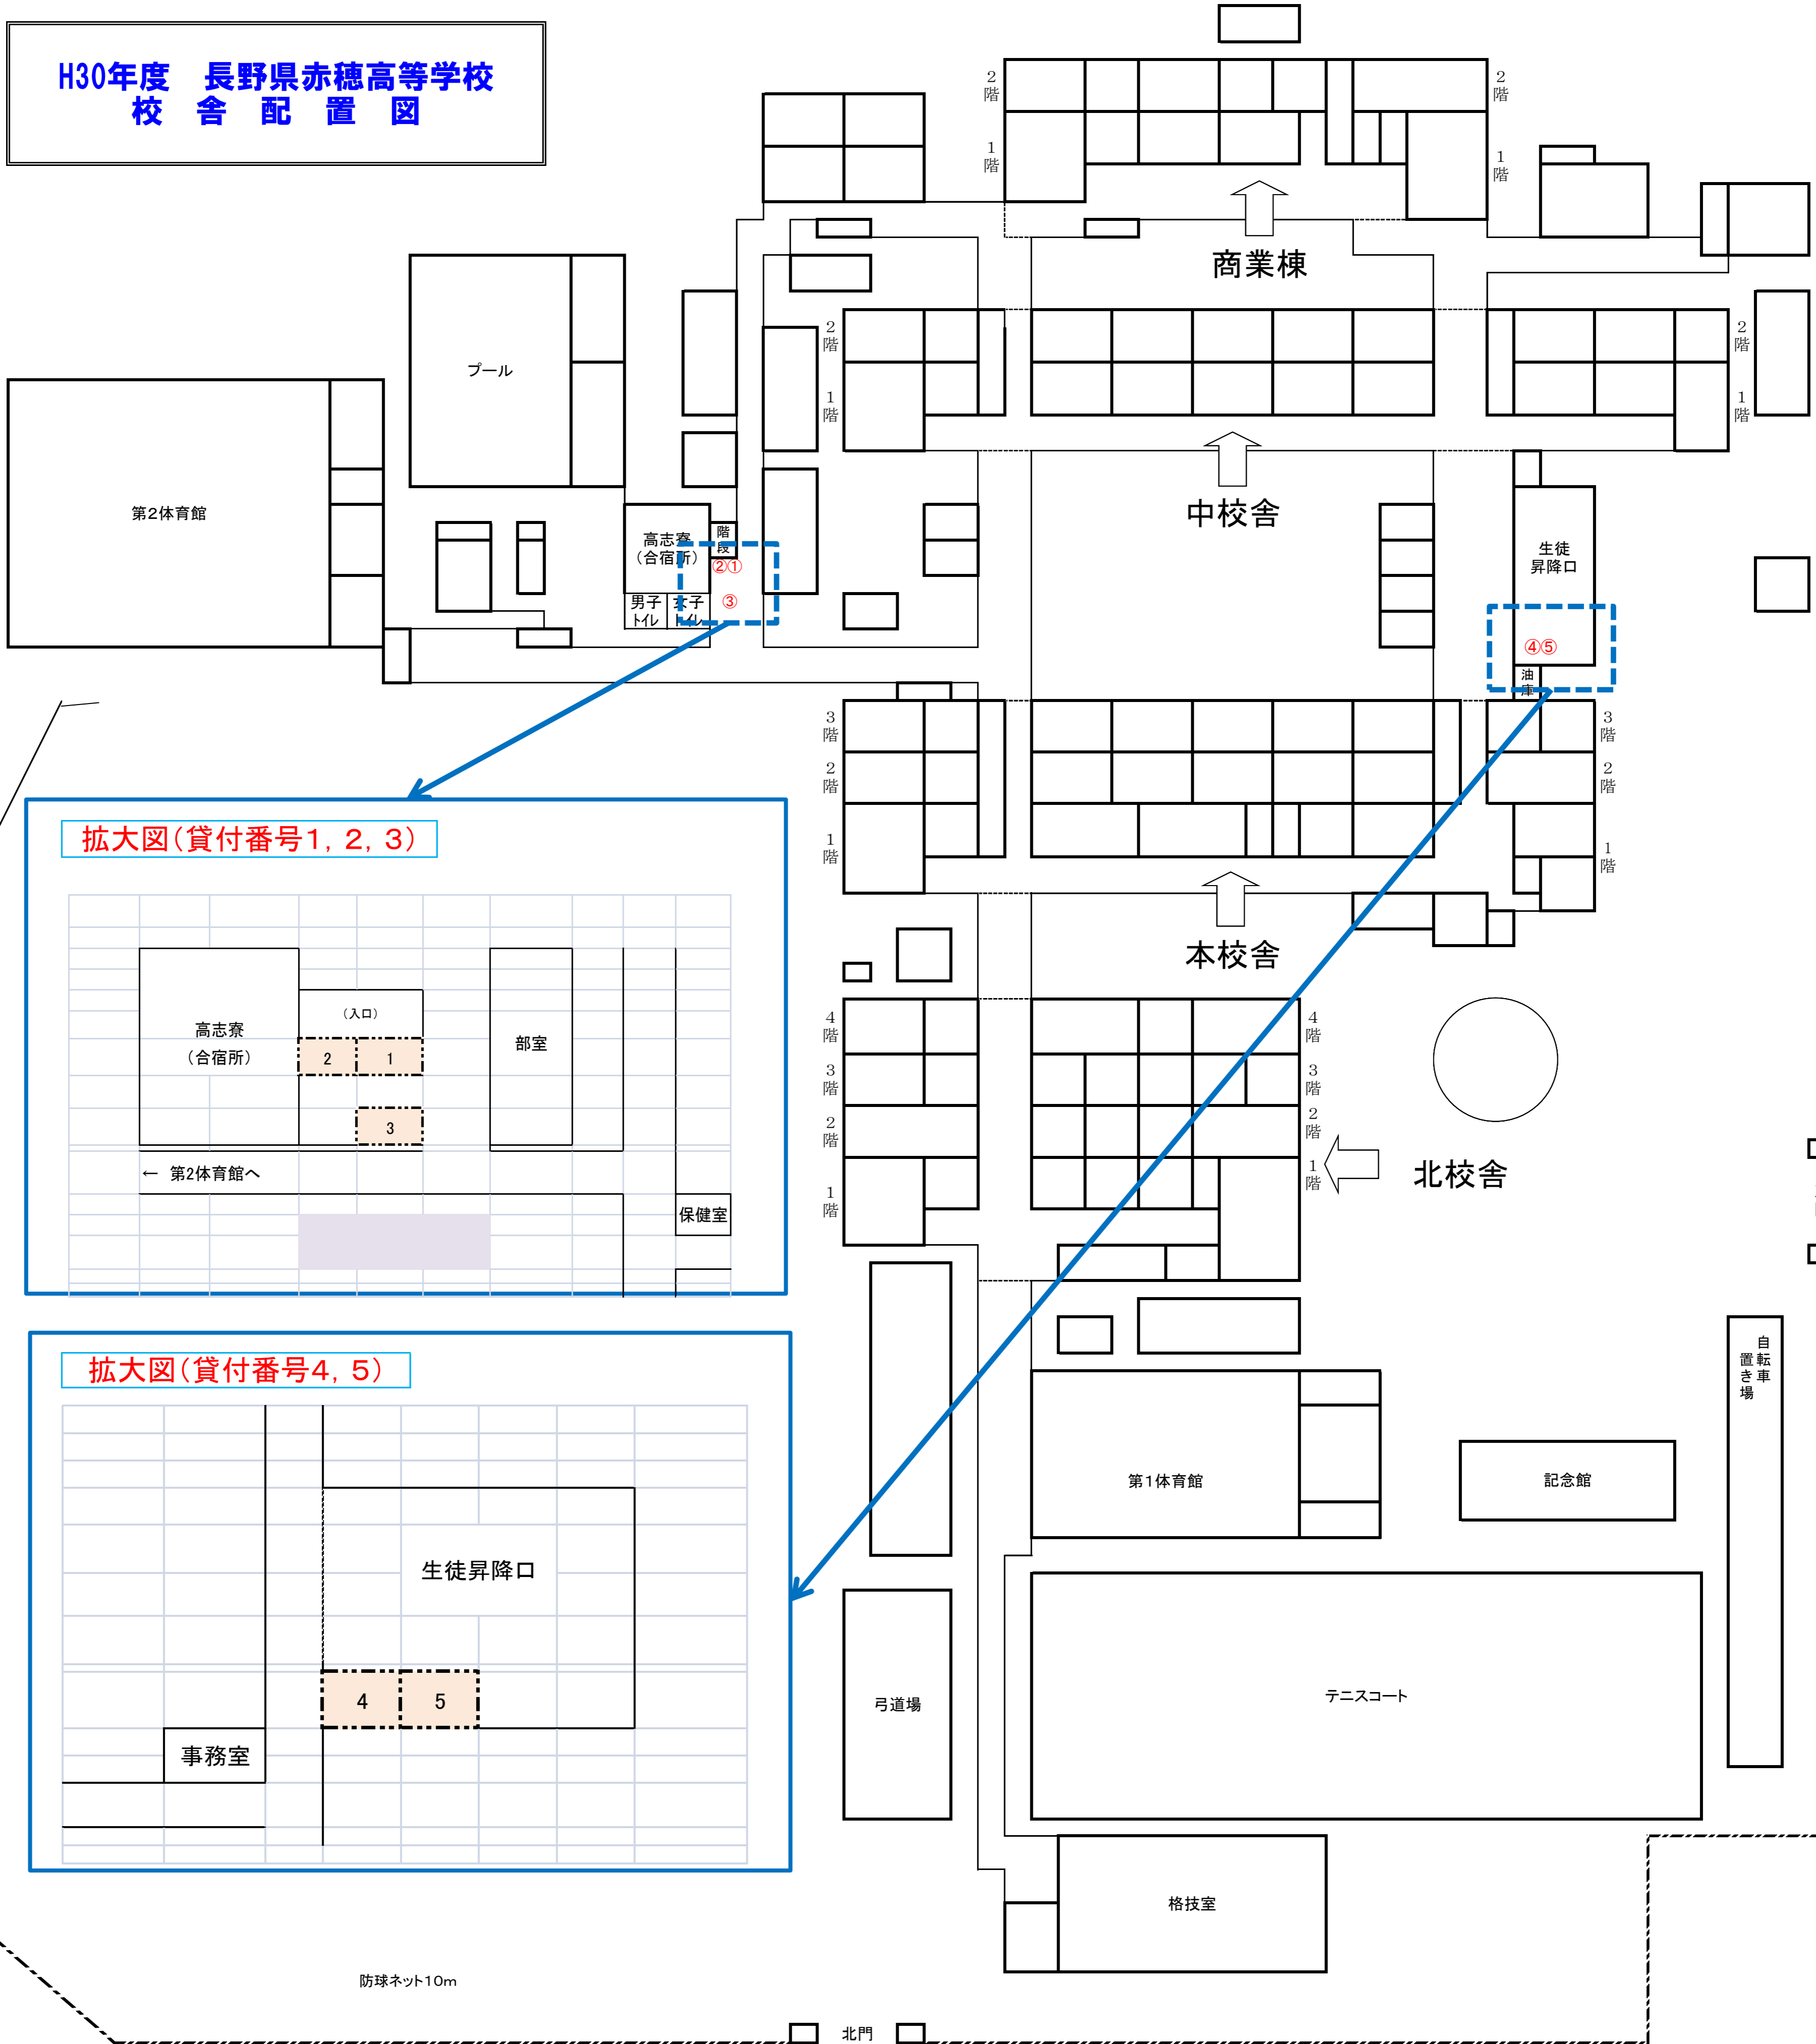 H30年度　長野県赤穂高等学校
校　舎　配　置　図
2階
1階
2階
1階
商業棟
プール
2階
1階
2階
1階
第2体育館
中校舎
高志寮
(合宿所)
階段
②①
男子
トイレ
女子
トイレ
③
生徒
昇降口
④⑤
油庫
3階
2階
1階
3階
2階
1階
本校舎
拡大図(貸付番号1, 2, 3)
(入口)
高志寮
(合宿所)
2
1
部室
3
← 第2体育館へ
保健室
4階
3階
2階
1階
4階
3階
2階
1階
北校舎
拡大図(貸付番号4, 5)
生徒昇降口
4
5
事務室
自転車
置き場
第1体育館
記念館
弓道場
テニスコート
格技室
防球ネット10m
北門